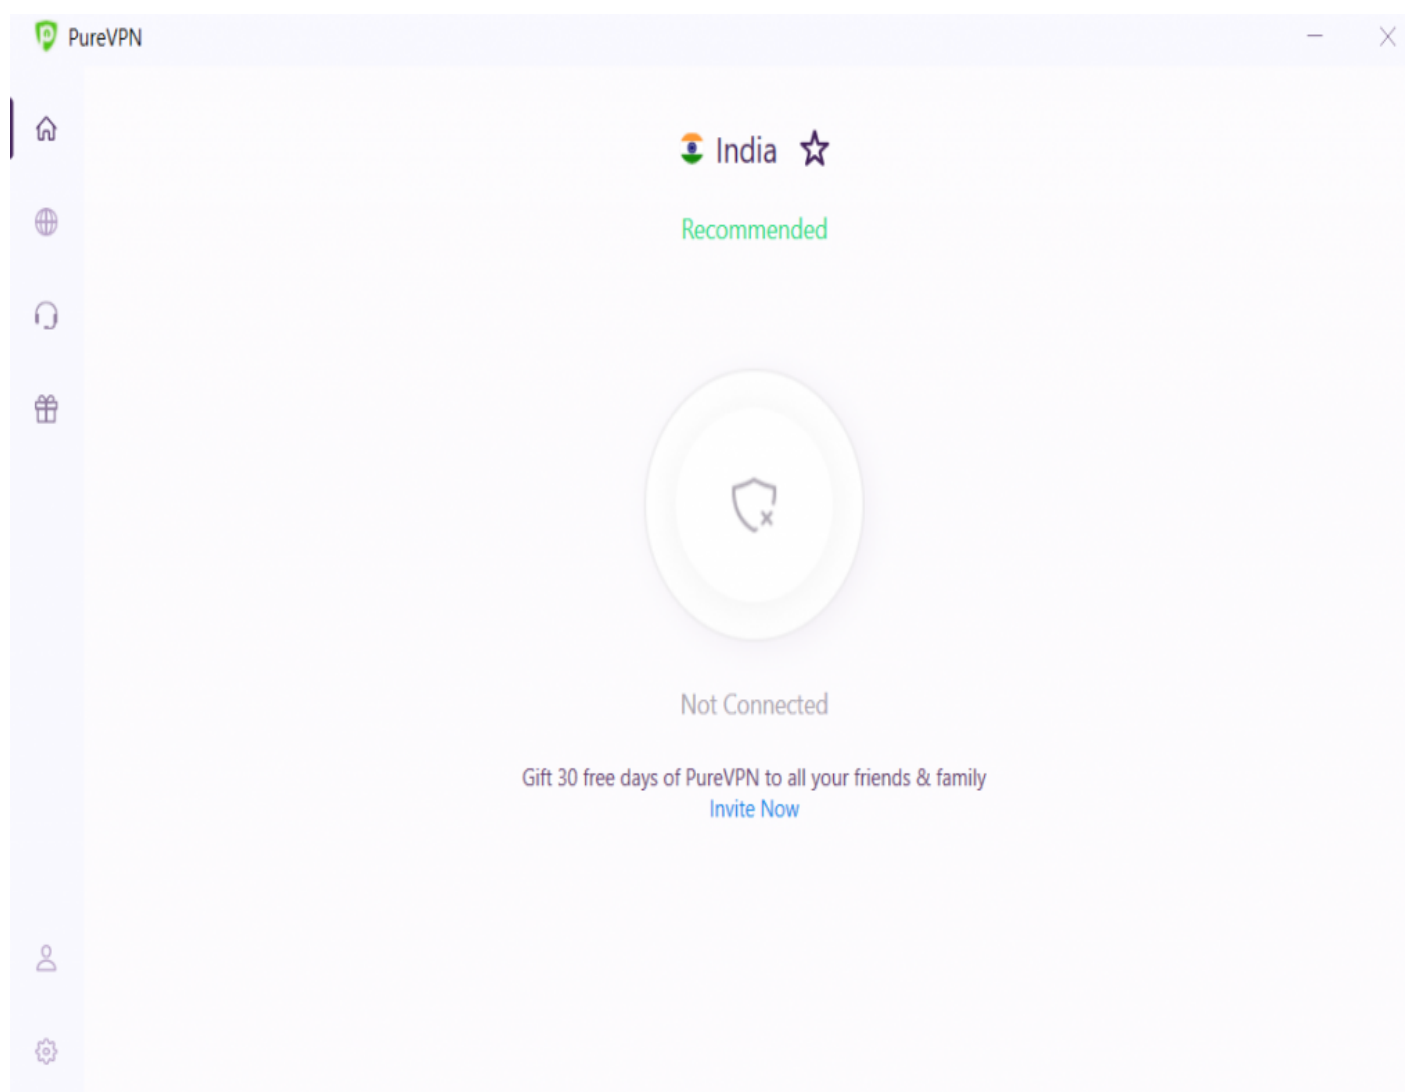 PureVPN
India
Recommended
Not Connected
Gift 30 free days of PureVPN to all your friends & family
Invite Now